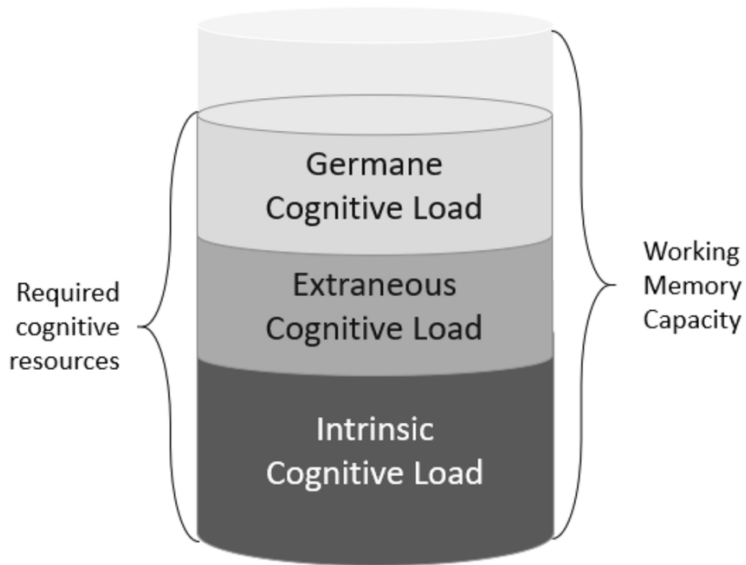 Germane
Cognitive Load
Extraneous
Cognitive Load
Intrinsic
Cognitive Load
Required
cognitive
resources
Working
Memory
Capacity